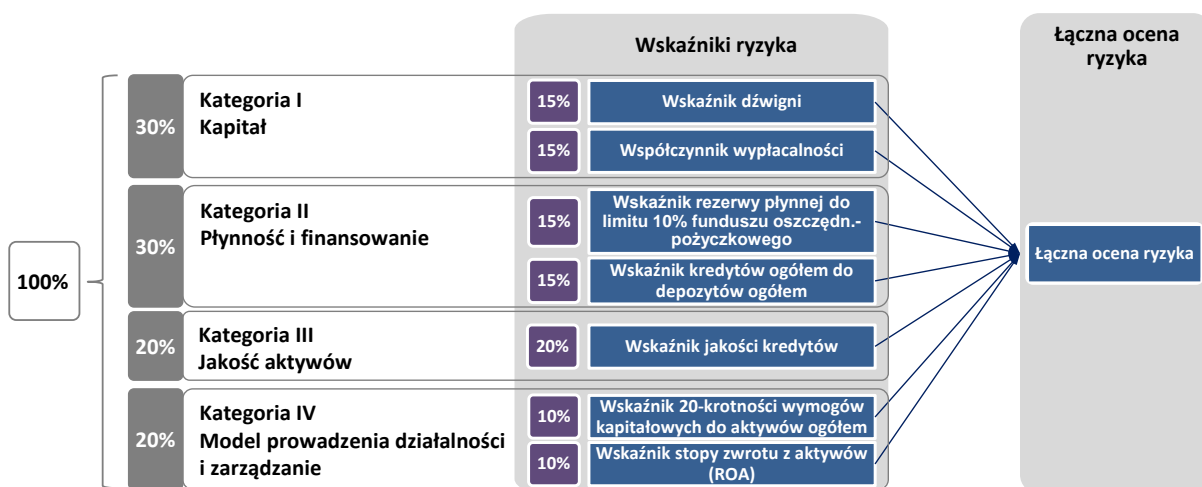 Wskaźniki ryzyka
Łączna ocena
ryzyka
100%
30%
Kategoria I
Kapitał
15%
Wskaźnik dźwigni
15%
Współczynnik wypłacalności
30%
Kategoria II
Płynność i finansowanie
15%
Wskaźnik rezerwy płynnej do
limitu 10% funduszu oszczędn.-
pożyczkowego
15%
Wskaźnik kredytów ogółem do
depozytów ogółem
20%
Kategoria III
Jakość aktywów
20%
Wskaźnik jakości kredytów
20%
Kategoria IV
Model prowadzenia działalności
i zarządzanie
10%
Wskaźnik 20-krotności wymogów
kapitałowych do aktywów ogółem
10%
Wskaźnik stopy zwrotu z aktywów
(ROA)
Łączna ocena ryzyka